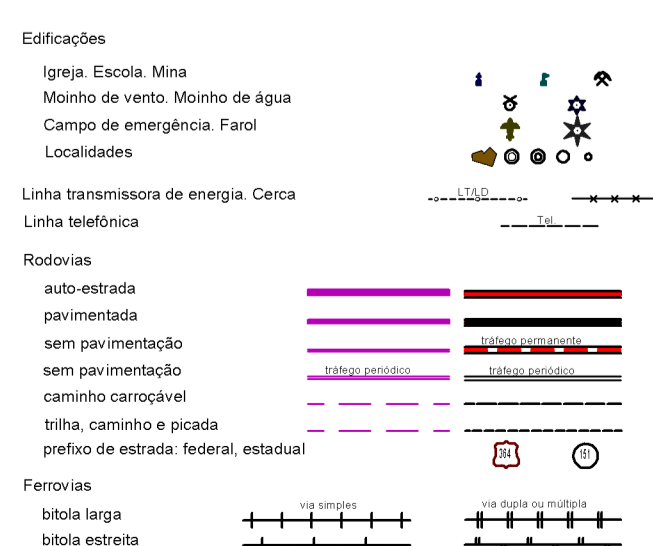 Edificações
Igreja. Escola. Mina
Moinho de vento. Moinho de água
Campo de emergência. Farol
Localidades
Linha transmissora de energia. Cerca
LT/LD
Linha telefônica
Tel.
Rodovias
auto-estrada
pavimentada
sem pavimentação
tráfego permanente
sem pavimentação
tráfego periódico
tráfego periódico
caminho carroçável
trilha, caminho e picada
prefixo de estrada: federal, estadual
364
151
Ferrovias
bitola larga
via simples
via dupla ou múltipla
bitola estreita